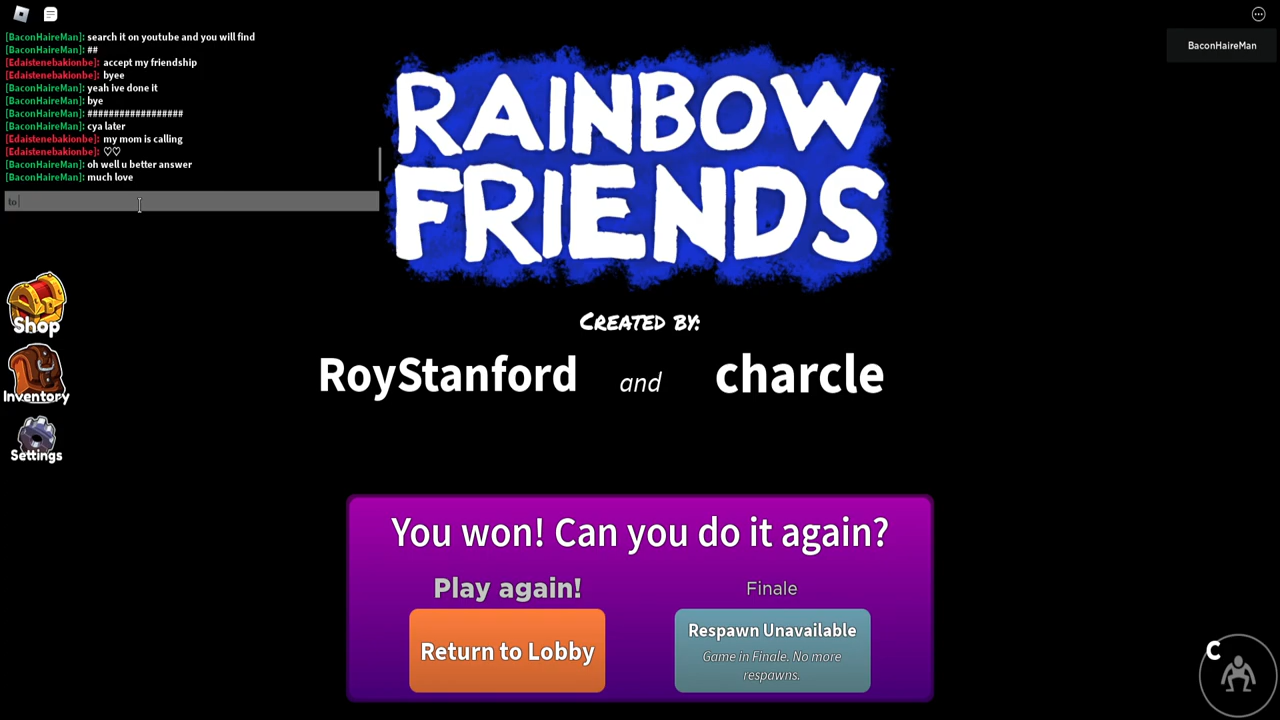 [BaconHaireMan]: search it on youtube and you will find
[BaconHaireMan]: ##
[Edaistenebakionbe]: accept my friendship
[Edaistenebakionbe]: byee
[BaconHaireMan]: yeah ive done it
[BaconHaireMan]: bye
[BaconHaireMan]: #################
[BaconHaireMan]: cya later
[Edaistenebakionbe]: my mom is calling
[Edaistenebakionbe]: ♡♡
[BaconHaireMan]: oh well u better answer
[BaconHaireMan]: much love
to
BaconHaireMan
RAINBOW
FRIENDS
CREATED BY:
RoyStanford and charcle
Shop
Inventory
Settings
You won! Can you do it again?
Play again!
Return to Lobby
Finale
Respawn Unavailable
Game in Finale. No more
respawns.
C